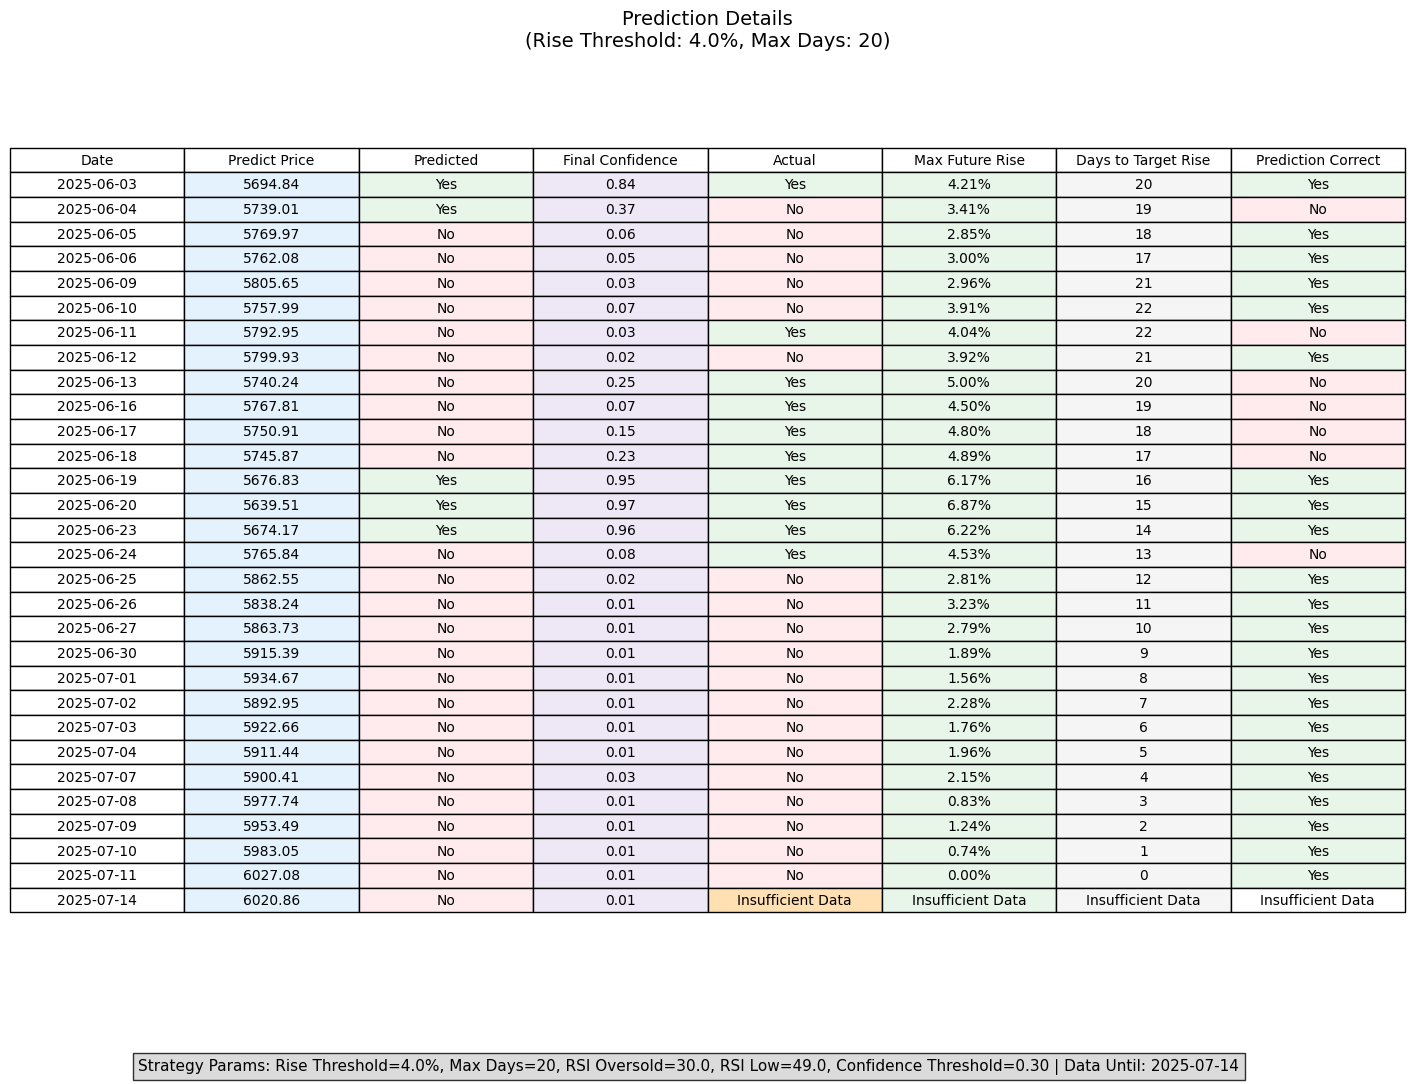 Prediction Details
(Rise Threshold: 4.0%, Max Days: 20)
Date Predict Price Predicted Final Confidence Actual Max Future Rise Days to Target Rise Prediction Correct
2025-06-03 5694.84 Yes 0.84 Yes 4.21% 20 Yes
2025-06-04 5739.01 Yes 0.37 No 3.41% 19 No
2025-06-05 5769.97 No 0.06 No 2.85% 18 Yes
2025-06-06 5762.08 No 0.05 No 3.00% 17 Yes
2025-06-09 5805.65 No 0.03 No 2.96% 21 Yes
2025-06-10 5757.99 No 0.07 No 3.91% 22 Yes
2025-06-11 5792.95 No 0.03 Yes 4.04% 22 No
2025-06-12 5799.93 No 0.02 No 3.92% 21 Yes
2025-06-13 5740.24 No 0.25 Yes 5.00% 20 No
2025-06-16 5767.81 No 0.07 Yes 4.50% 19 No
2025-06-17 5750.91 No 0.15 Yes 4.80% 18 No
2025-06-18 5745.87 No 0.23 Yes 4.89% 17 No
2025-06-19 5676.83 Yes 0.95 Yes 6.17% 16 Yes
2025-06-20 5639.51 Yes 0.97 Yes 6.87% 15 Yes
2025-06-23 5674.17 Yes 0.96 Yes 6.22% 14 Yes
2025-06-24 5765.84 No 0.08 Yes 4.53% 13 No
2025-06-25 5862.55 No 0.02 No 2.81% 12 Yes
2025-06-26 5838.24 No 0.01 No 3.23% 11 Yes
2025-06-27 5863.73 No 0.01 No 2.79% 10 Yes
2025-06-30 5915.39 No 0.01 No 1.89% 9 Yes
2025-07-01 5934.67 No 0.01 No 1.56% 8 Yes
2025-07-02 5892.95 No 0.01 No 2.28% 7 Yes
2025-07-03 5922.66 No 0.01 No 1.76% 6 Yes
2025-07-04 5911.44 No 0.01 No 1.96% 5 Yes
2025-07-07 5900.41 No 0.03 No 2.15% 4 Yes
2025-07-08 5977.74 No 0.01 No 0.83% 3 Yes
2025-07-09 5953.49 No 0.01 No 1.24% 2 Yes
2025-07-10 5983.05 No 0.01 No 0.74% 1 Yes
2025-07-11 6027.08 No 0.01 No 0.00% 0 Yes
2025-07-14 6020.86 No 0.01 Insufficient Data Insufficient Data Insufficient Data Insufficient Data
Strategy Params: Rise Threshold=4.0%, Max Days=20, RSI Oversold=30.0, RSI Low=49.0, Confidence Threshold=0.30 | Data Until: 2025-07-14